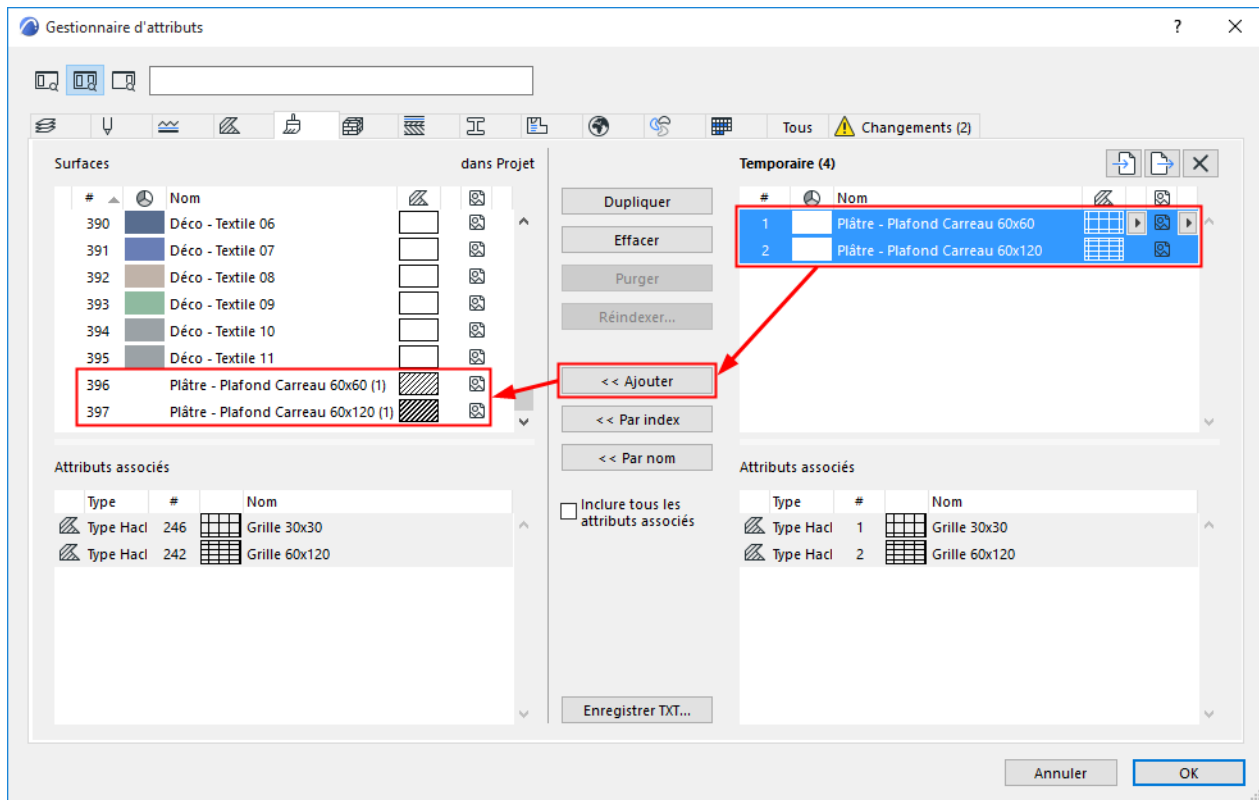 Gestionnaire d'attributs
?
Tous
Changements (2)
Surfaces
dans Projet
# Nom
390 Déco - Textile 06
391 Déco - Textile 07
392 Déco - Textile 08
393 Déco - Textile 09
394 Déco - Textile 10
395 Déco - Textile 11
396 Plâtre - Plafond Carreau 60x60 (1)
397 Plâtre - Plafond Carreau 60x120 (1)
Attributs associés
Type # Nom
Type Hacl 246 Grille 30x30
Type Hacl 242 Grille 60x120
Dupliquer
Effacer
Purger
Réindexer...
<< Ajouter
<< Par index
<< Par nom
Inclure tous les
attributs associés
Enregistrer TXT...
Temporaire (4)
# Nom
1 Plâtre - Plafond Carreau 60x60
2 Plâtre - Plafond Carreau 60x120
Attributs associés
Type # Nom
Type Hacl 1 Grille 30x30
Type Hacl 2 Grille 60x120
Annuler
OK